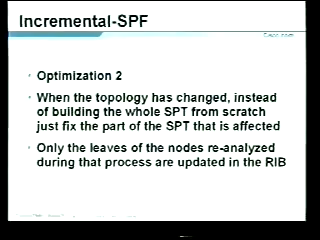 Incremental-SPF
Cisco.com
· Optimization 2
· When the topology has changed, instead
of building the whole SPT from scratch
just fix the part of the SPT that is affected
· Only the leaves of the nodes re-analyzed
during that process are updated in the RIB